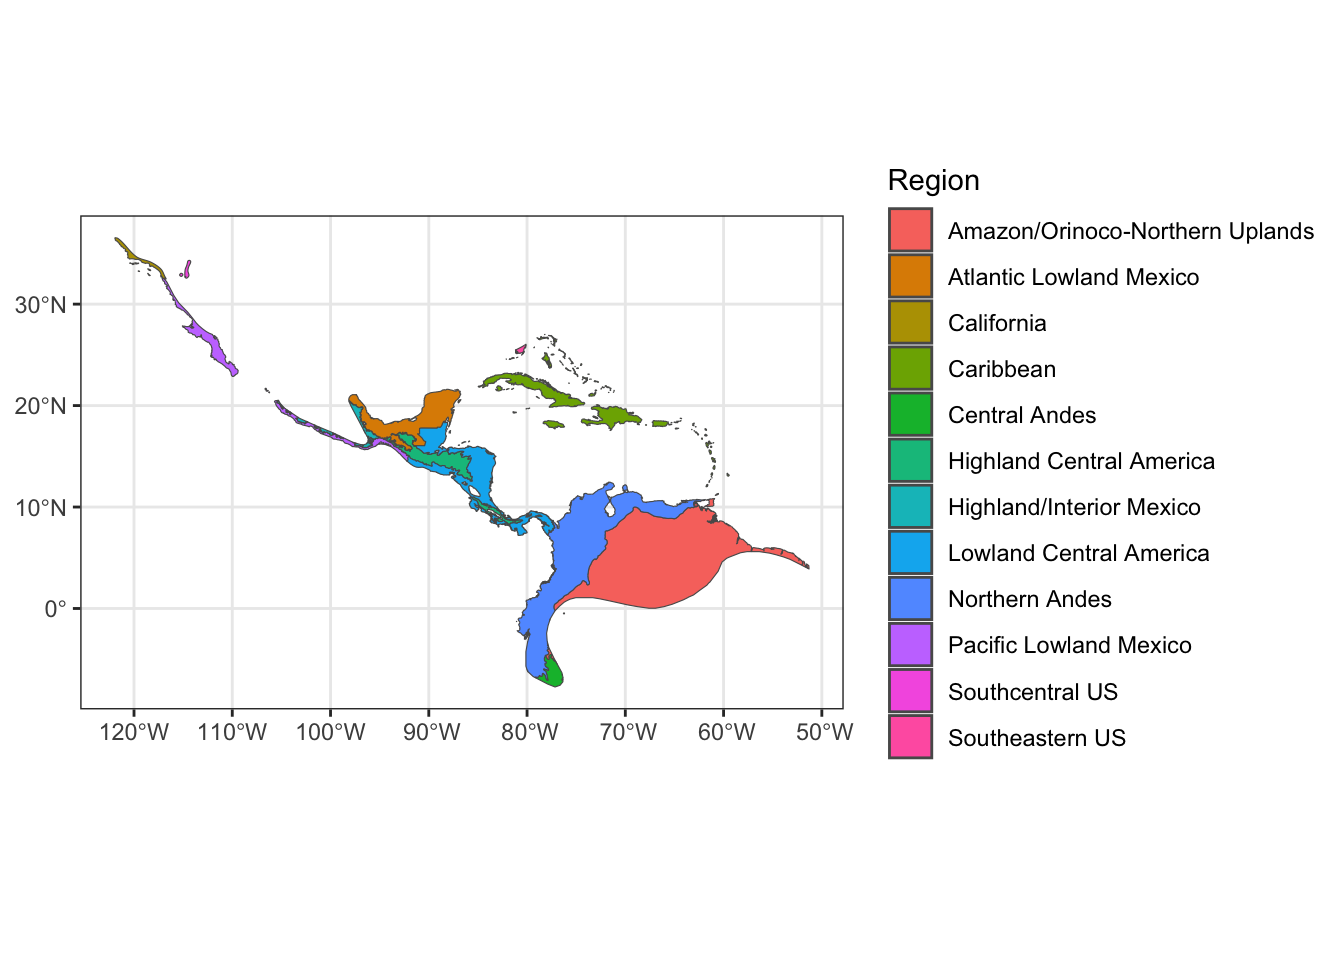 Region
Amazon/Orinoco-Northern Uplands
Atlantic Lowland Mexico
California
Caribbean
Central Andes
Highland Central America
Highland/Interior Mexico
Lowland Central America
Northern Andes
Pacific Lowland Mexico
Southcentral US
Southeastern US
30°N
20°N
10°N
0°
120°W 110°W 100°W 90°W 80°W 70°W 60°W 50°W